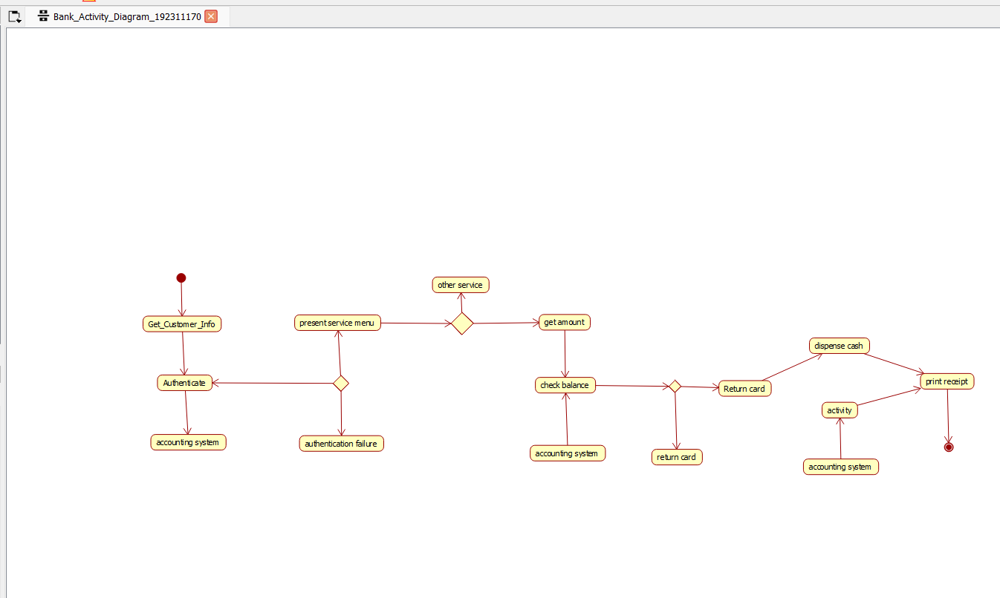 Bank_Activity_Diagram_192311170
other service
Get_Customer_Info
present service menu
get amount
dispense cash
Authenticate
check balance
Return card
print receipt
activity
accounting system
authentication failure
accounting system
return card
accounting system